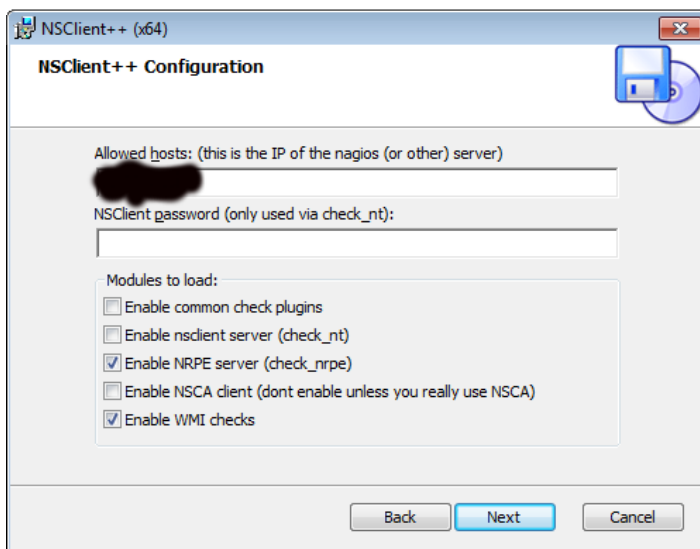 NSClient++ (x64)
NSClient++ Configuration
Allowed hosts: (this is the IP of the nagios (or other) server)
NSClient password (only used via check_nt):
Modules to load:
Enable common check plugins
Enable nsclient server (check_nt)
Enable NRPE server (check_nrpe)
Enable NSCA client (dont enable unless you really use NSCA)
Enable WMI checks
Back Next Cancel